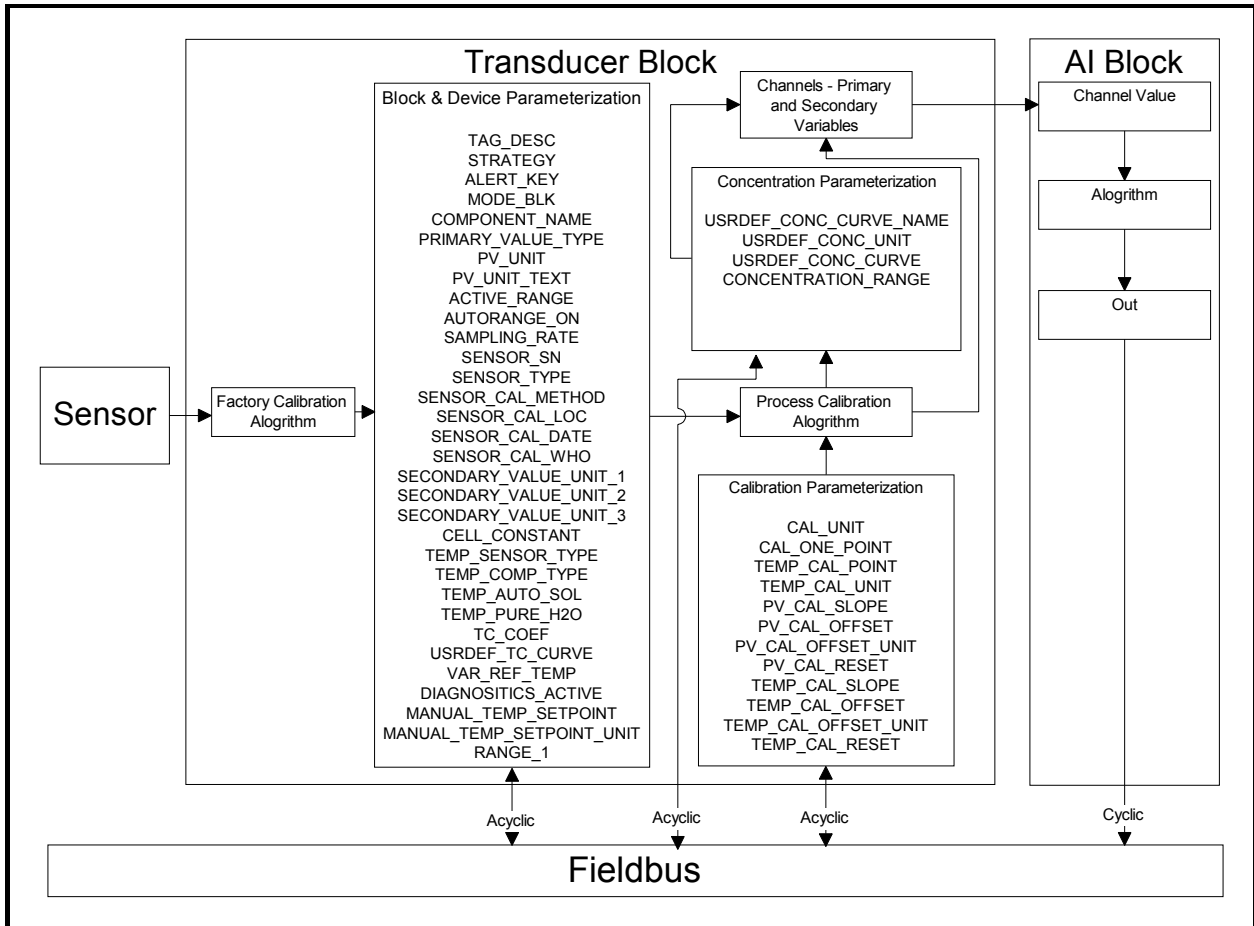 Transducer Block
AI Block
Block & Device Parameterization
TAG_DESC
STRATEGY
ALERT_KEY
MODE_BLK
COMPONENT_NAME
PRIMARY_VALUE_TYPE
PV_UNIT
PV_UNIT_TEXT
ACTIVE_RANGE
AUTORANGE_ON
SAMPLING_RATE
SENSOR_SN
SENSOR_TYPE
SENSOR_CAL_METHOD
SENSOR_CAL_LOC
SENSOR_CAL_DATE
SENSOR_CAL_WHO
SECONDARY_VALUE_UNIT_1
SECONDARY_VALUE_UNIT_2
SECONDARY_VALUE_UNIT_3
CELL_CONSTANT
TEMP_SENSOR_TYPE
TEMP_COMP_TYPE
TEMP_AUTO_SOL
TEMP_PURE_H2O
TC_COEF
USRDEF_TC_CURVE
VAR_REF_TEMP
DIAGNOSITICS_ACTIVE
MANUAL_TEMP_SETPOINT
MANUAL_TEMP_SETPOINT_UNIT
RANGE_1
Channels - Primary
and Secondary
Variables
Channel Value
Concentration Parameterization
USRDEF_CONC_CURVE_NAME
USRDEF_CONC_UNIT
USRDEF_CONC_CURVE
CONCENTRATION_RANGE
Alogrithm
Out
Sensor
Factory Calibration
Alogrithm
Process Calibration
Alogrithm
Calibration Parameterization
CAL_UNIT
CAL_ONE_POINT
TEMP_CAL_POINT
TEMP_CAL_UNIT
PV_CAL_SLOPE
PV_CAL_OFFSET
PV_CAL_OFFSET_UNIT
PV_CAL_RESET
TEMP_CAL_SLOPE
TEMP_CAL_OFFSET
TEMP_CAL_OFFSET_UNIT
TEMP_CAL_RESET
Acyclic
Acyclic
Acyclic
Cyclic
Fieldbus